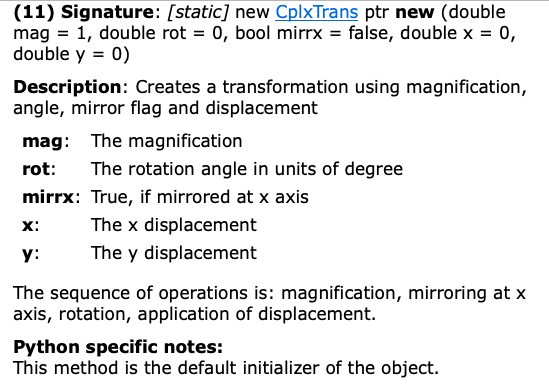 (11) Signature: [static] new CplxTrans ptr new (double
mag = 1, double rot = 0, bool mirrx = false, double x = 0,
double y = 0)
Description: Creates a transformation using magnification,
angle, mirror flag and displacement
mag: The magnification
rot: The rotation angle in units of degree
mirrx: True, if mirrored at x axis
x: The x displacement
y: The y displacement
The sequence of operations is: magnification, mirroring at x
axis, rotation, application of displacement.
Python specific notes:
This method is the default initializer of the object.